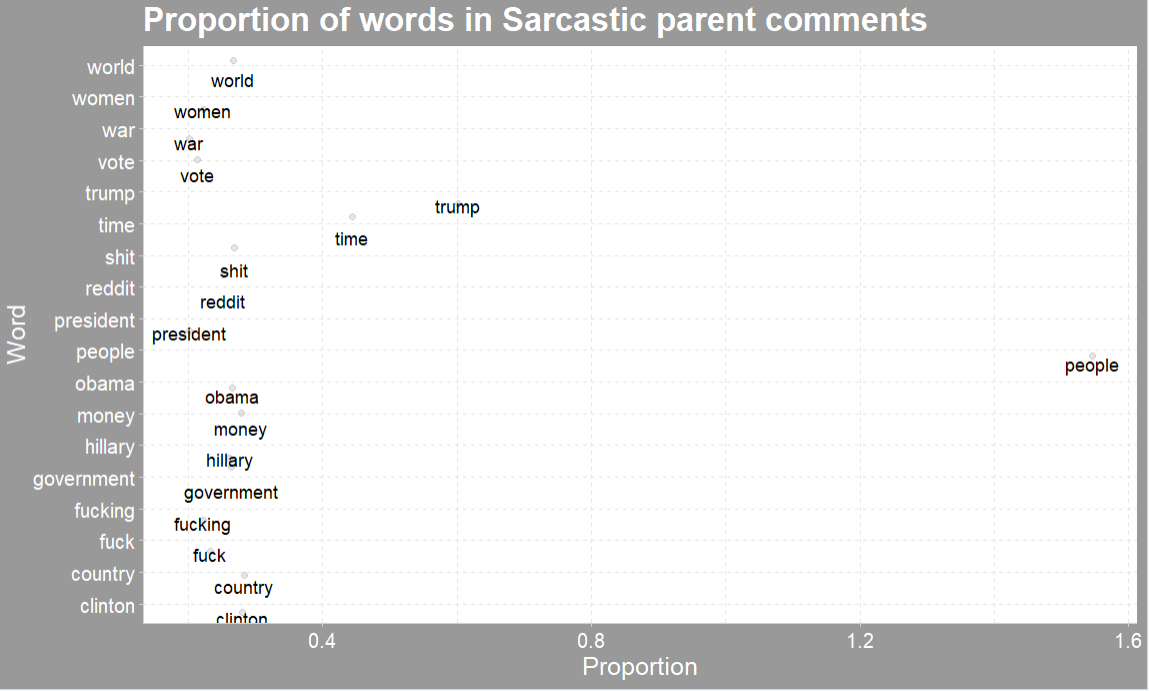 Proportion of words in Sarcastic parent comments
Word
world
world
women
women
war
war
vote
vote
trump
trump
time
time
shit
shit
reddit
reddit
president
president
people
people
obama
obama
money
money
hillary
hillary
government
government
fucking
fucking
fuck
fuck
country
country
clinton
clinton
0.4 0.8 1.2 1.6
Proportion